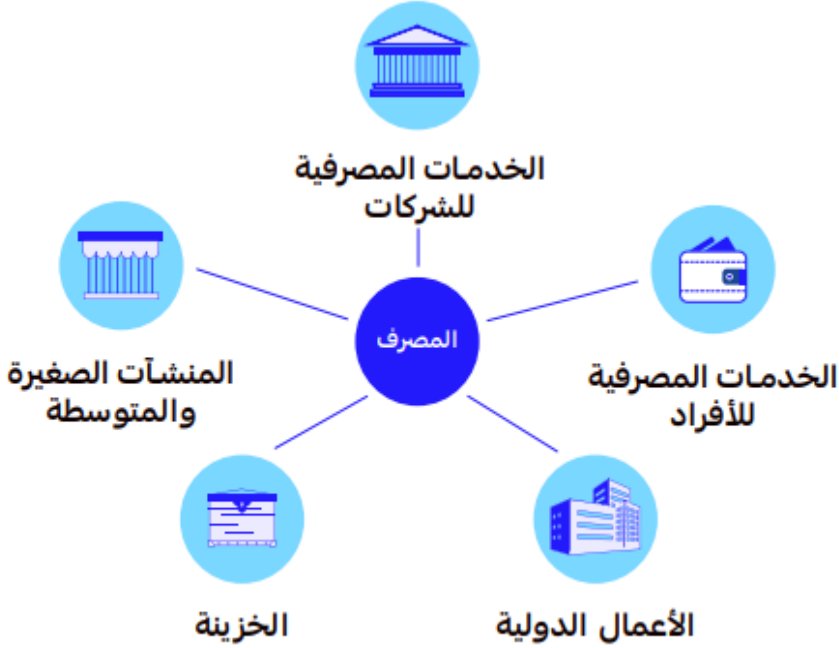 الخدمات المصرفية
للشركات
الخدمات المصرفية
للأفراد
المصرف
المنشآت الصغيرة
والمتوسطة
الأعمال الدولية
الخزينة